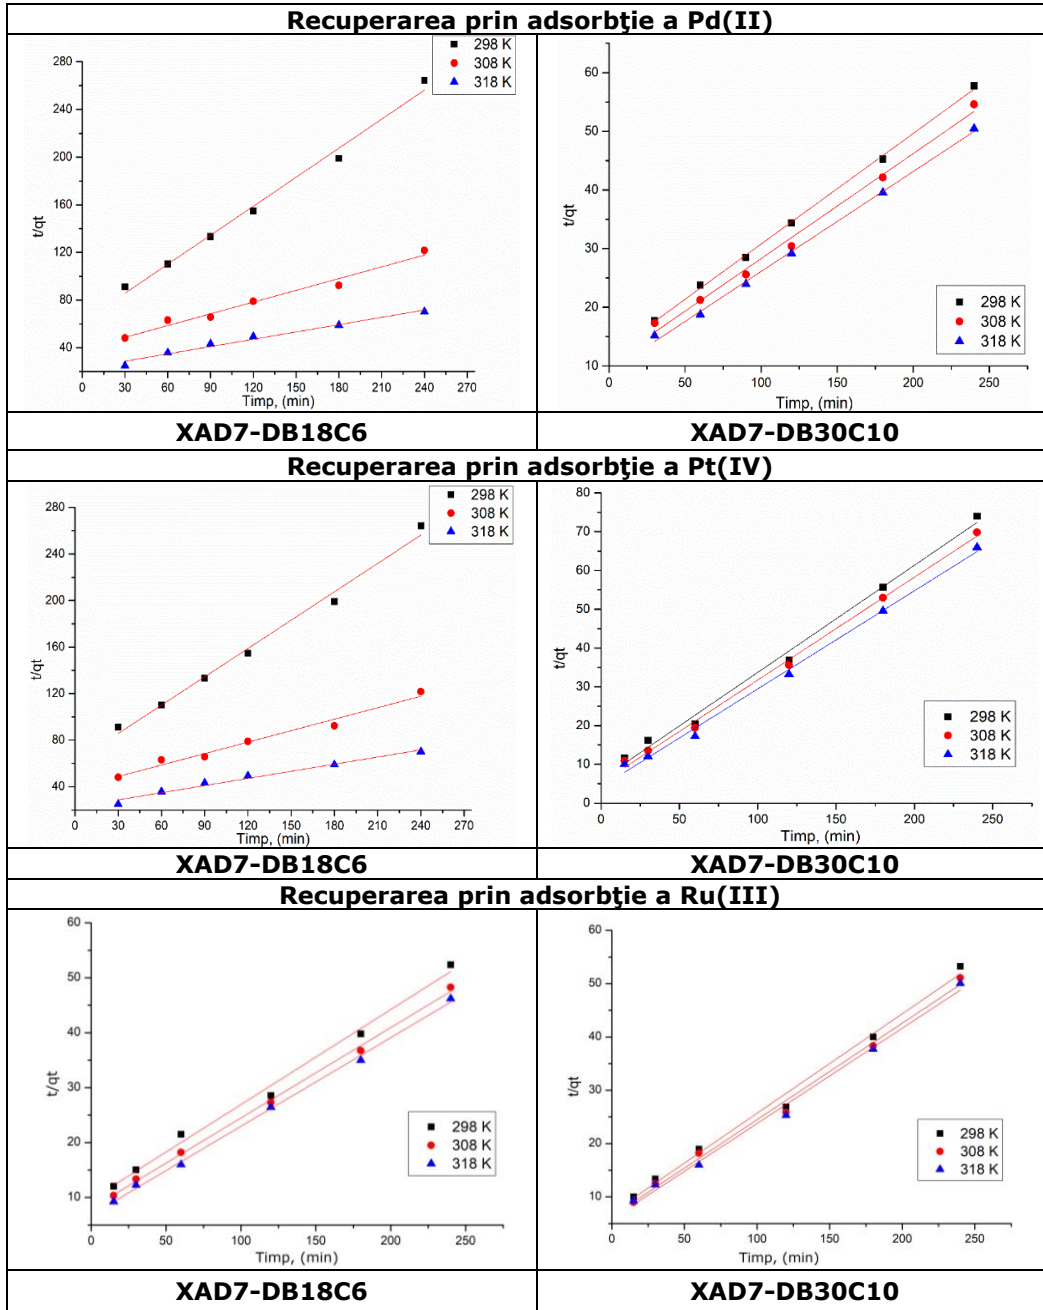 Recuperarea prin adsorbţie a Pd(II)
280
240
200
160
120
80
40
t/qt
0 30 60 90 120 150 180 210 240 270
Timp, (min)
298 K
308 K
318 K
60
50
40
30
20
10
t/qt
0 50 100 150 200 250
Timp, (min)
298 K
308 K
318 K
XAD7-DB18C6
XAD7-DB30C10
Recuperarea prin adsorbţie a Pt(IV)
280
240
200
160
120
80
40
t/qt
0 30 60 90 120 150 180 210 240 270
Timp, (min)
298 K
308 K
318 K
80
70
60
50
40
30
20
10
0
t/qt
0 50 100 150 200 250
Timp, (min)
298 K
308 K
318 K
XAD7-DB18C6
XAD7-DB30C10
Recuperarea prin adsorbţie a Ru(III)
60
50
40
30
20
10
t/qt
0 50 100 150 200 250
Timp, (min)
298 K
308 K
318 K
60
50
40
30
20
10
t/qt
0 50 100 150 200 250
Timp, (min)
298 K
308 K
318 K
XAD7-DB18C6
XAD7-DB30C10